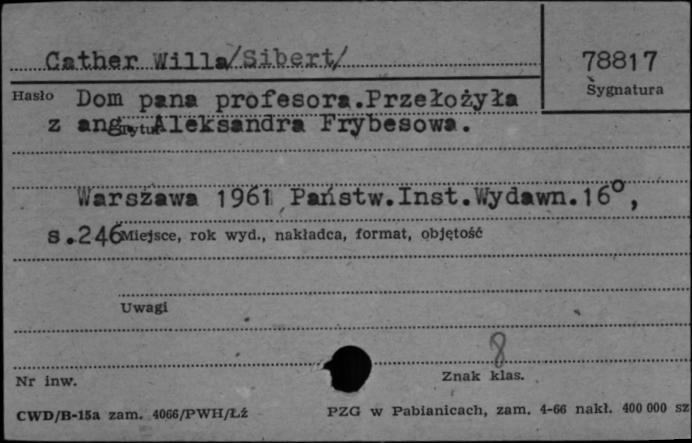 Cather Willa/Sibert/
78817
Hasło
Sygnatura
Dom pana profesora.Przełożyła
z ang. Aleksandra Frybesowa.
Tytuł
Warszawa 1961 Państw.Inst.Wydawn.16°,
s.246
Miejsce, rok wyd., nakładca, format, objętość
Uwagi
8
Nr inw.
Znak klas.
CWD/B-15a zam. 4066/PWH/Łź
PZG w Pabianicach, zam. 4-66 nakł. 400 000 sz